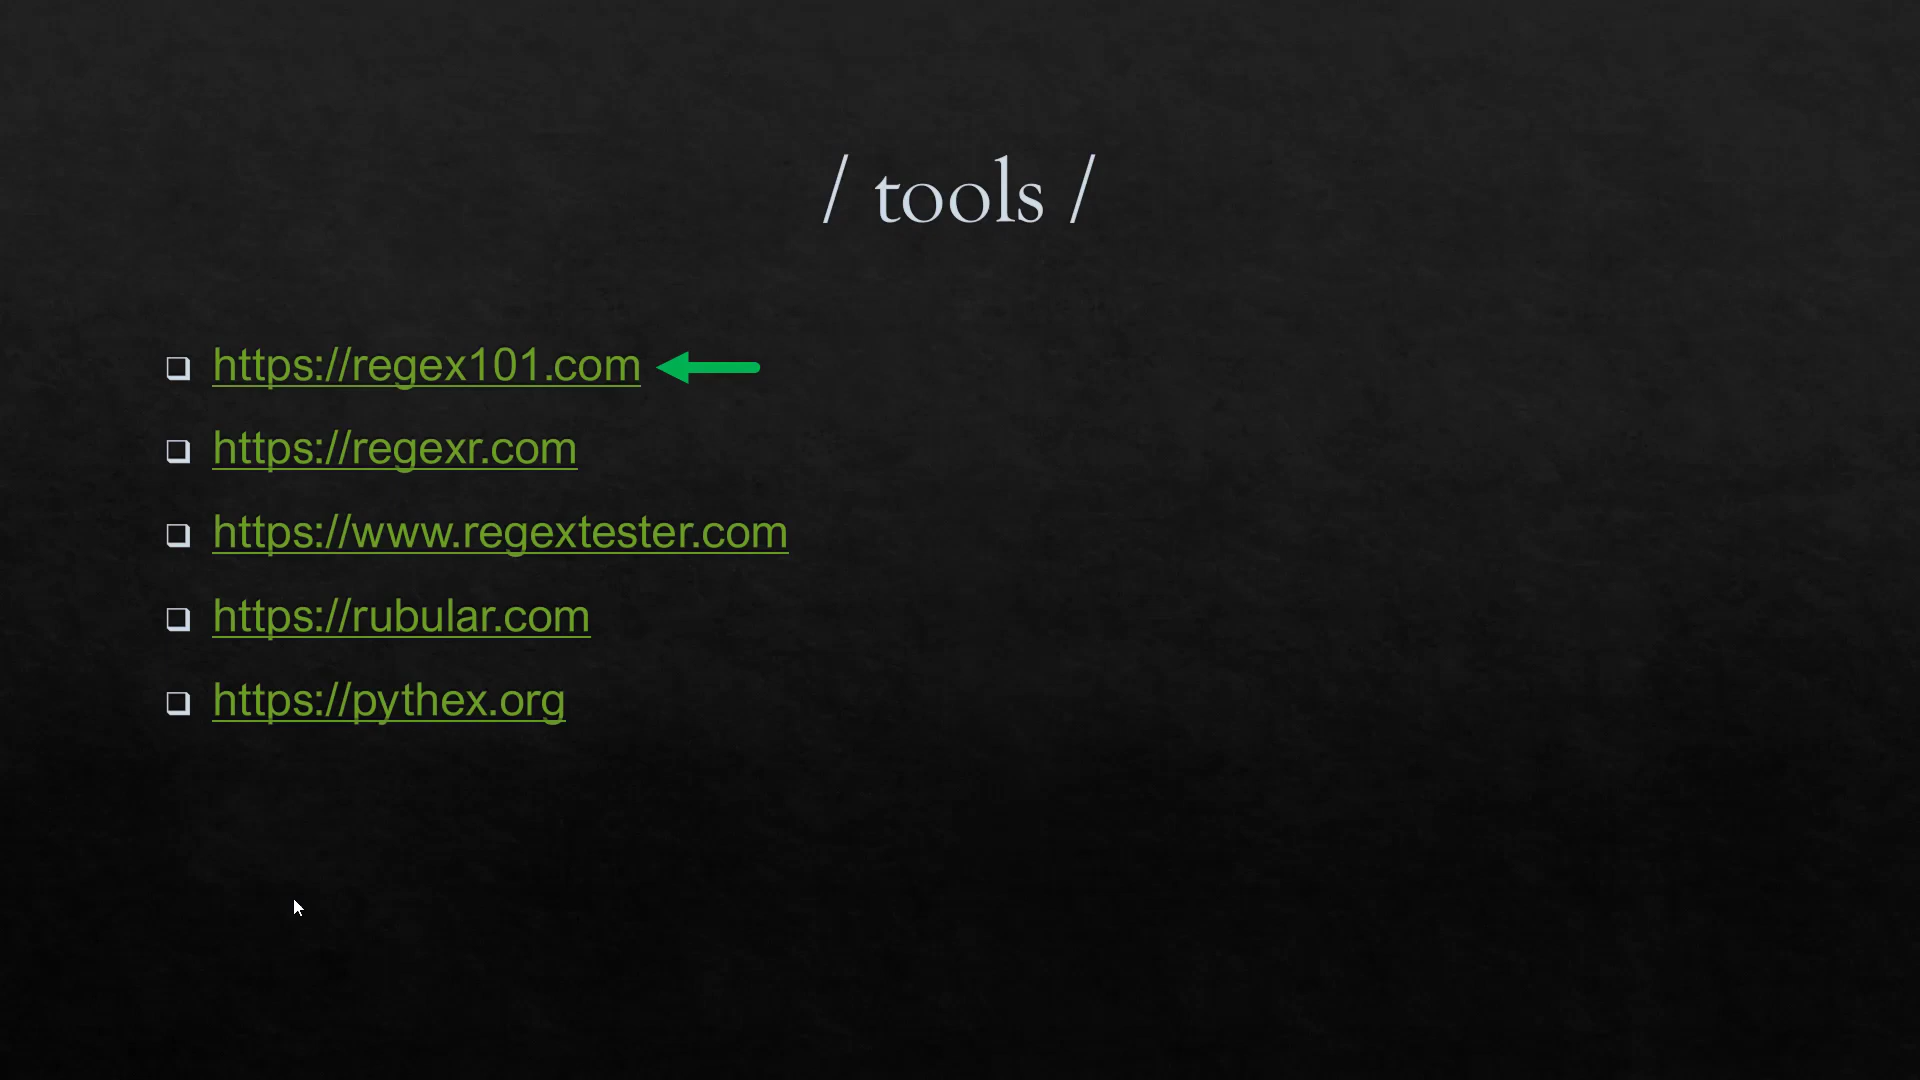 / tools /
https://regex101.com
https://regexr.com
https://www.regextester.com
https://rubular.com
https://pythex.org